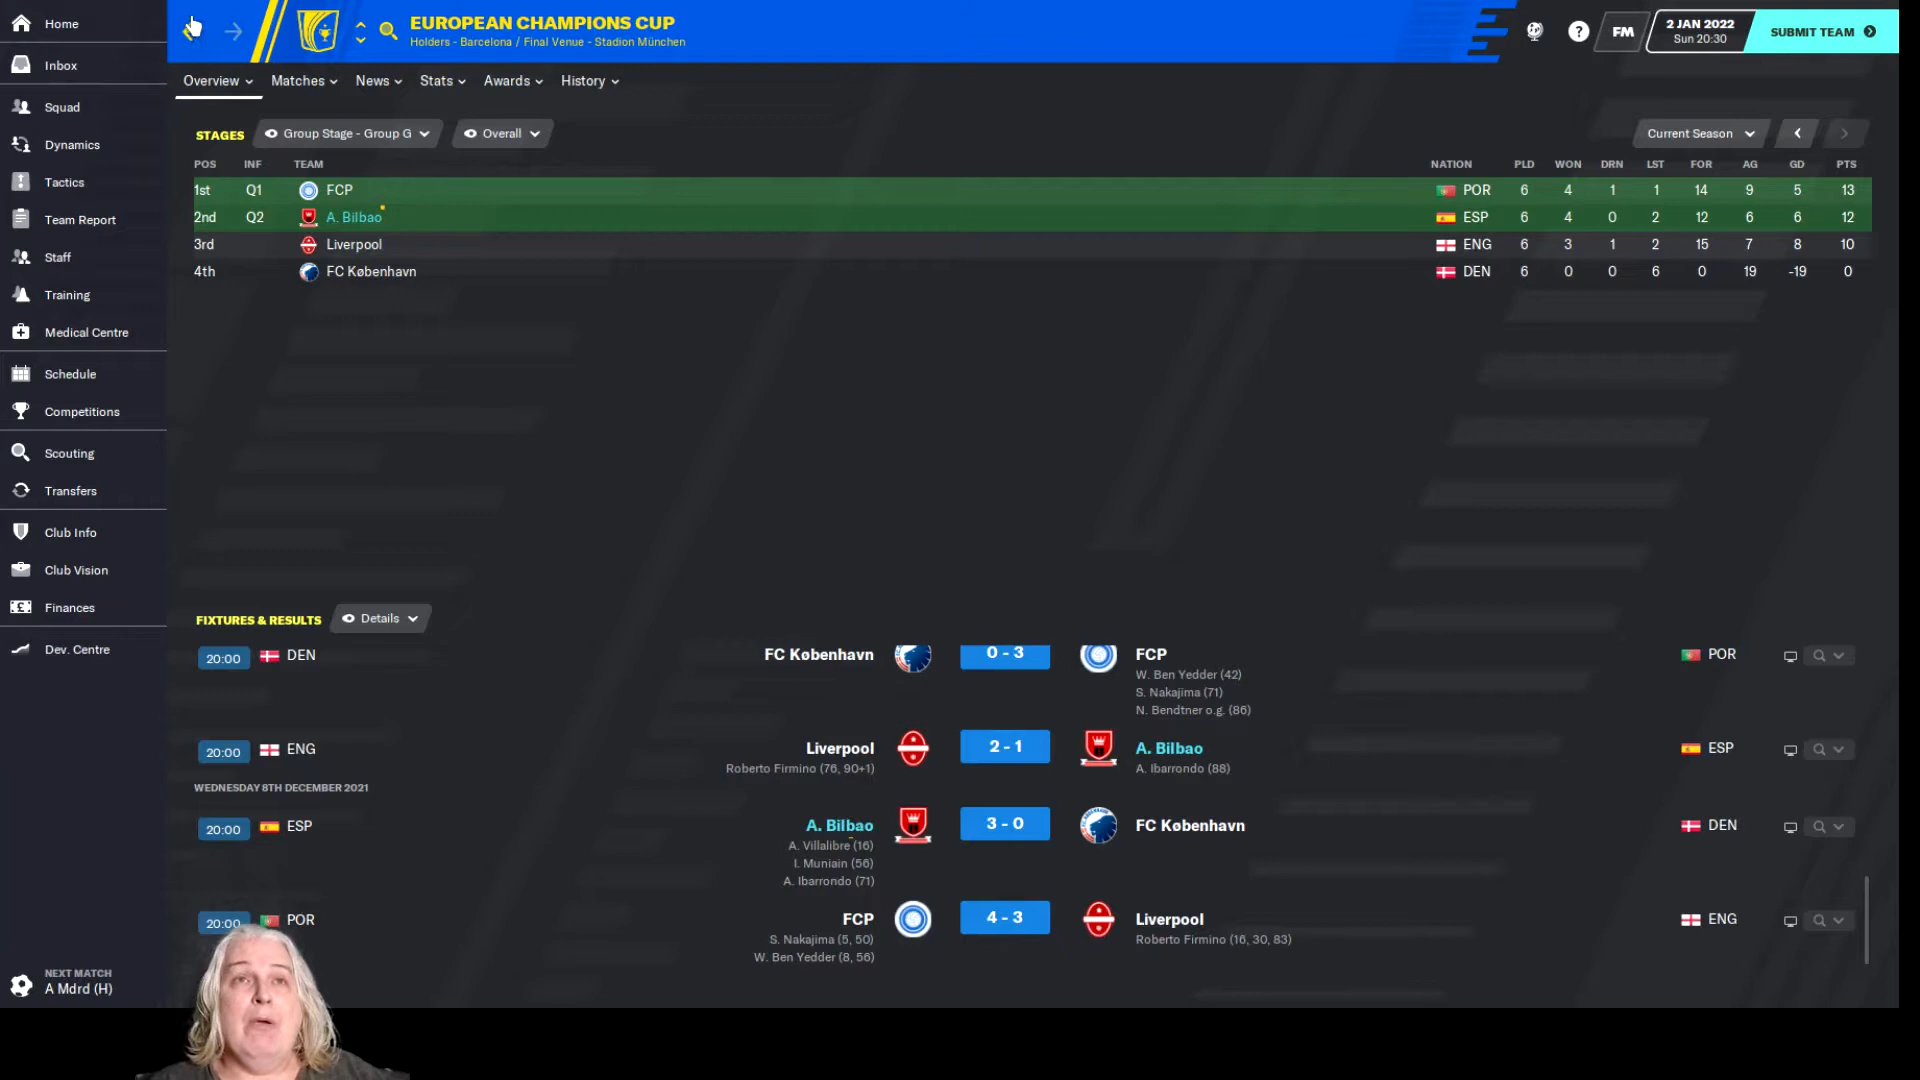 Home
Inbox
Squad
Dynamics
Tactics
Team Report
Staff
Training
Medical Centre
Schedule
Competitions
Scouting
Transfers
Club Info
Club Vision
Finances
Dev. Centre
NEXT MATCH
A Mdrd (H)
EUROPEAN CHAMPIONS CUP
Holders - Barcelona / Final Venue - Stadion München
? FM 2 JAN 2022 Sun 20:30 SUBMIT TEAM
Overview Matches News Stats Awards History
STAGES Group Stage - Group G Overall Current Season
POS INF TEAM NATION PLD WON DRN LST FOR AG GD PTS
1st Q1 FCP POR 6 4 1 1 14 9 5 13
2nd Q2 A. Bilbao ESP 6 4 0 2 12 6 6 12
3rd Liverpool ENG 6 3 1 2 15 7 8 10
4th FC København DEN 6 0 0 6 0 19 -19 0
FIXTURES & RESULTS Details
20:00 DEN FC København 0 - 3 FCP POR
W. Ben Yedder (42)
S. Nakajima (71)
N. Bendtner o.g. (86)
20:00 ENG Liverpool 2 - 1 A. Bilbao ESP
Roberto Firmino (76, 90+1) A. Ibarrondo (88)
WEDNESDAY 8TH DECEMBER 2021
20:00 ESP A. Bilbao 3 - 0 FC København DEN
A. Villalibre (16)
I. Muniain (56)
A. Ibarrondo (71)
20:00 POR FCP 4 - 3 Liverpool ENG
S. Nakajima (5, 50) Roberto Firmino (16, 30, 83)
W. Ben Yedder (8, 56)